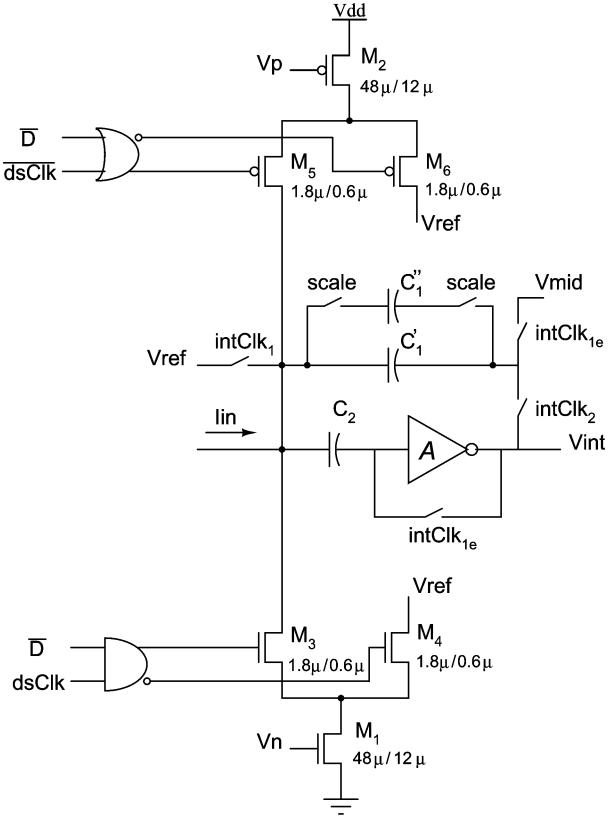 Vdd
Vp
M2
48μ/12μ
D̅
d̅s̅C̅l̅k̅
M5
1.8μ/0.6μ
M6
1.8μ/0.6μ
Vref
scale
C1''
scale
Vmid
intClk1e
intClk1
Vref
C1'
intClk2
Iin
C2
A
Vint
intClk1e
Vref
D̅
dsClk
M3
1.8μ/0.6μ
M4
1.8μ/0.6μ
Vn
M1
48μ/12μ